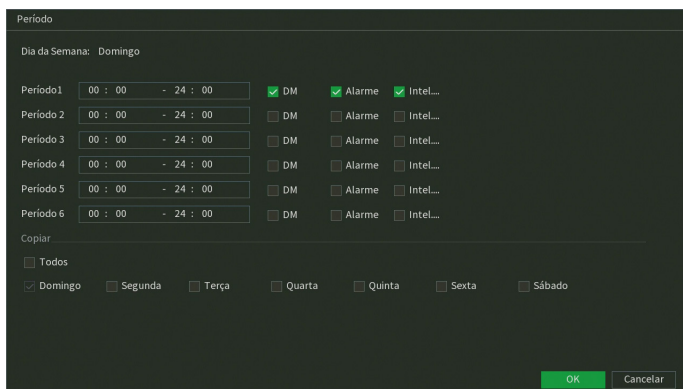 Período
Dia da Semana: Domingo
Período1 00 : 00 - 24 : 00 DM Alarme Intel....
Período 2 00 : 00 - 24 : 00 DM Alarme Intel....
Período 3 00 : 00 - 24 : 00 DM Alarme Intel....
Período 4 00 : 00 - 24 : 00 DM Alarme Intel....
Período 5 00 : 00 - 24 : 00 DM Alarme Intel....
Período 6 00 : 00 - 24 : 00 DM Alarme Intel....
Copiar
Todos
Domingo Segunda Terça Quarta Quinta Sexta Sábado
OK Cancelar